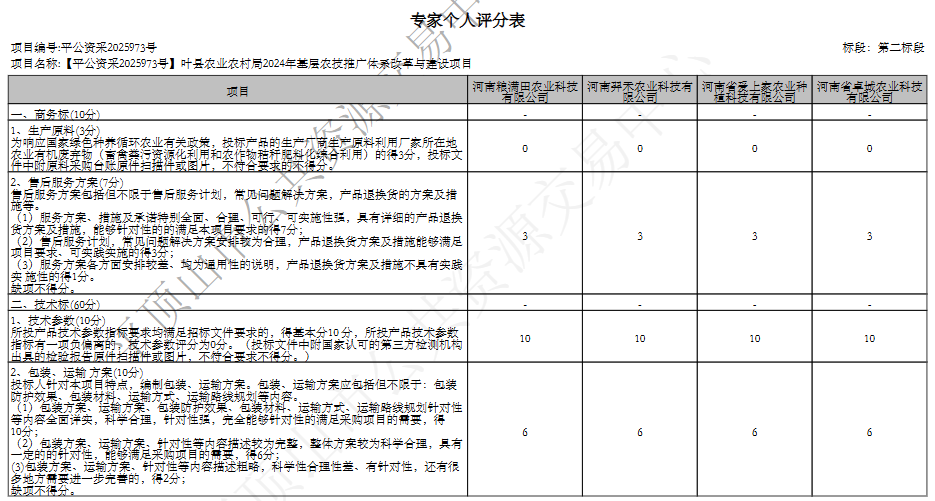 专家个人评分表
项目编号:平公资采2025973号 标段：第二标段
项目名称:【平公资采2025973号】叶县农业农村局2024年基层农技推广体系改革与建设项目
项目 河南粮满田农业科技有限公司 河南羿禾农业科技有限公司 河南省爱上家农业种植科技有限公司 河南省卓域农业科技有限公司
一、商务标(10分) - - - -
1、生产原料(3分)
为响应国家绿色种养循环农业有关政策，投标产品的生产厂商生产原料利用厂家所在地
农业有机废弃物（畜禽粪污资源化利用和农作物秸秆肥料化综合利用）的得3分，投标文
件中附原料采购台账原件扫描件或图片，不符合要求的不得分。
0 0 0 0
2、售后服务方案(7分)
售后服务方案包括但不限于售后服务计划，常见问题解决方案，产品退换货的方案及措
施等。
（1）服务方案、措施及承诺特别全面、合理、可行、可实施性强，具有详细的产品退换
货方案及措施，能够针对性的的满足本项目要求的得7分；
（2）售后服务计划，常见问题解决方案安排较为合理，产品退换货方案及措施能够满足
项目要求、可实践实施的得3分；
（3）服务方案各方面安排较差、均为通用性的说明，产品退换货方案及措施不具有实践
实施性的得1分。
缺项不得分。
3 3 3 3
二、技术标(60分) - - - -
1、技术参数(10分)
所投产品技术参数指标要求均满足招标文件要求的，得基本分10 分，所投产品技术参数
指标有一项负偏离的、技术参数评分为0分。（投标文件中附国家认可的第三方检测机构
出具的检验报告原件扫描件或图片，不符合要求不得分。）
10 10 10 10
2、包装、运输 方案(10分)
投标人针对本项目特点，编制包装、运输方案。包装、运输方案应包括但不限于：包装
防护效果、包装材料、运输方式、运输路线规划等内容。
（1）包装方案、运输方案、包装防护效果、包装材料、运输方式、运输路线规划针对性
等内容全面详实，科学合理，针对性强，完全能够针对性的满足采购项目的需要，得
10分；
（2）包装方案、运输方案、针对性等内容描述较为完整，整体方案较为科学合理，具有
一定的的针对性，能够满足采购项目的需要，得6分；
(3)包装方案、运输方案、针对性等内容描述粗略，科学性合理性差、有针对性，还有很
多地方需要进一步完善的，得2分；
缺项不得分。
6 6 6 6
平顶山市公共资源交易中心